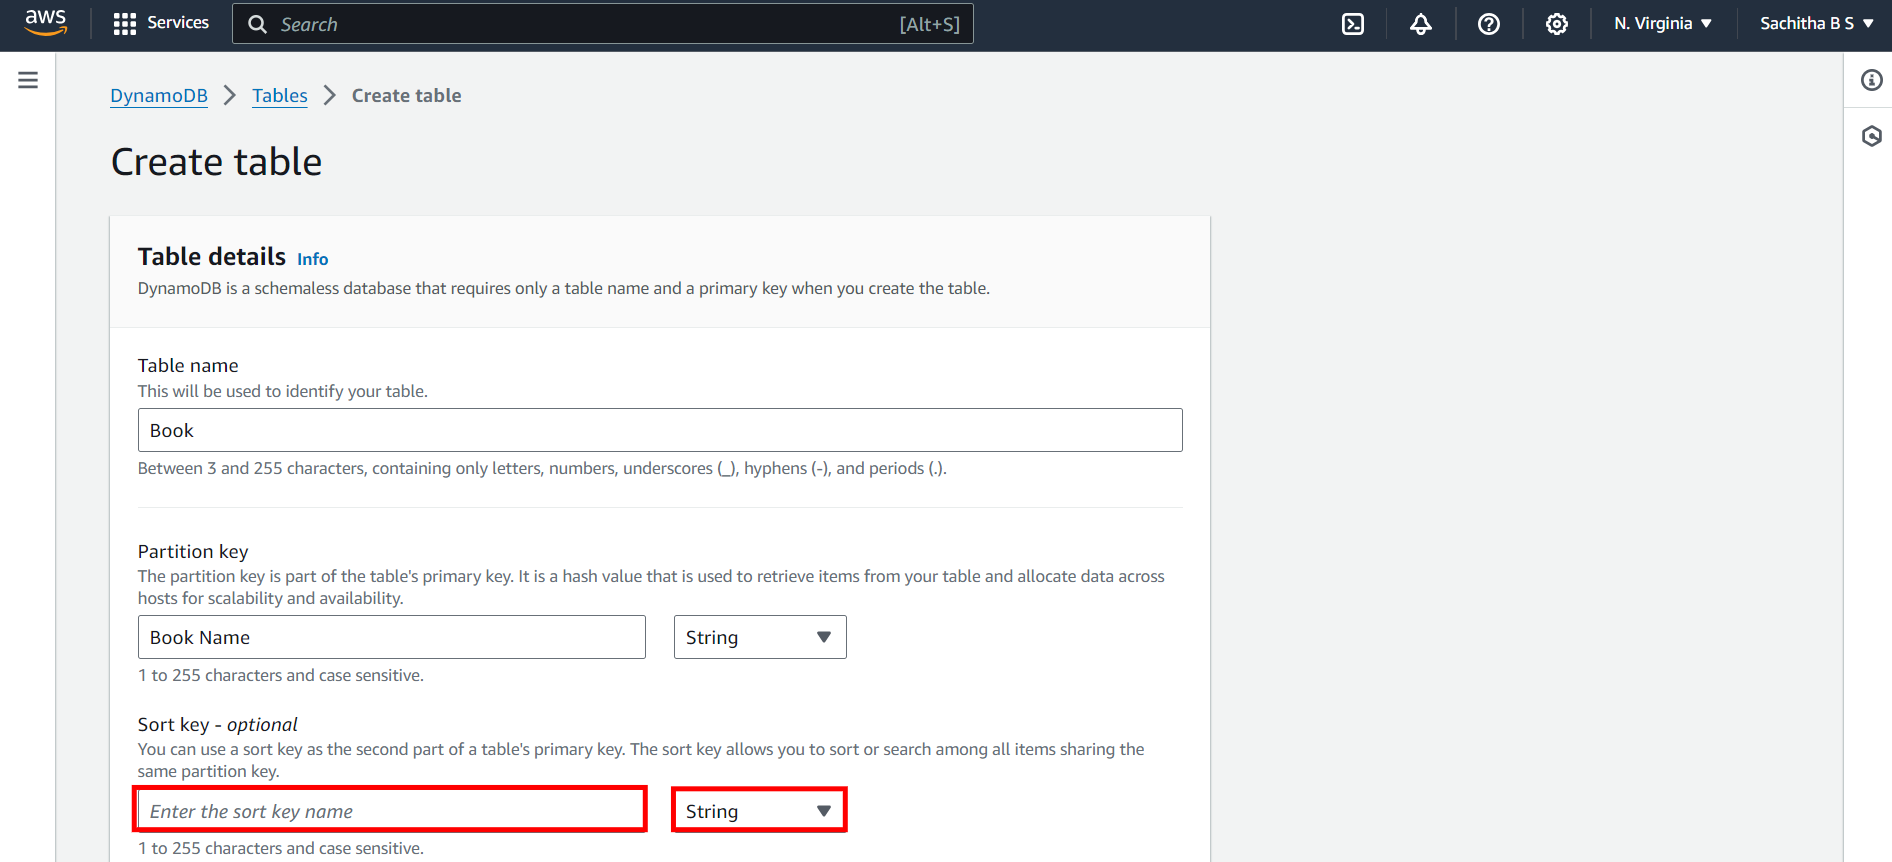 aws
Services
Search
[Alt+S]
N. Virginia
Sachitha B S
DynamoDB
Tables
Create table
Create table
Table details Info
DynamoDB is a schemaless database that requires only a table name and a primary key when you create the table.
Table name
This will be used to identify your table.
Book
Between 3 and 255 characters, containing only letters, numbers, underscores (_), hyphens (-), and periods (.).
Partition key
The partition key is part of the table's primary key. It is a hash value that is used to retrieve items from your table and allocate data across
hosts for scalability and availability.
Book Name
String
1 to 255 characters and case sensitive.
Sort key - optional
You can use a sort key as the second part of a table's primary key. The sort key allows you to sort or search among all items sharing the
same partition key.
Enter the sort key name
String
1 to 255 characters and case sensitive.